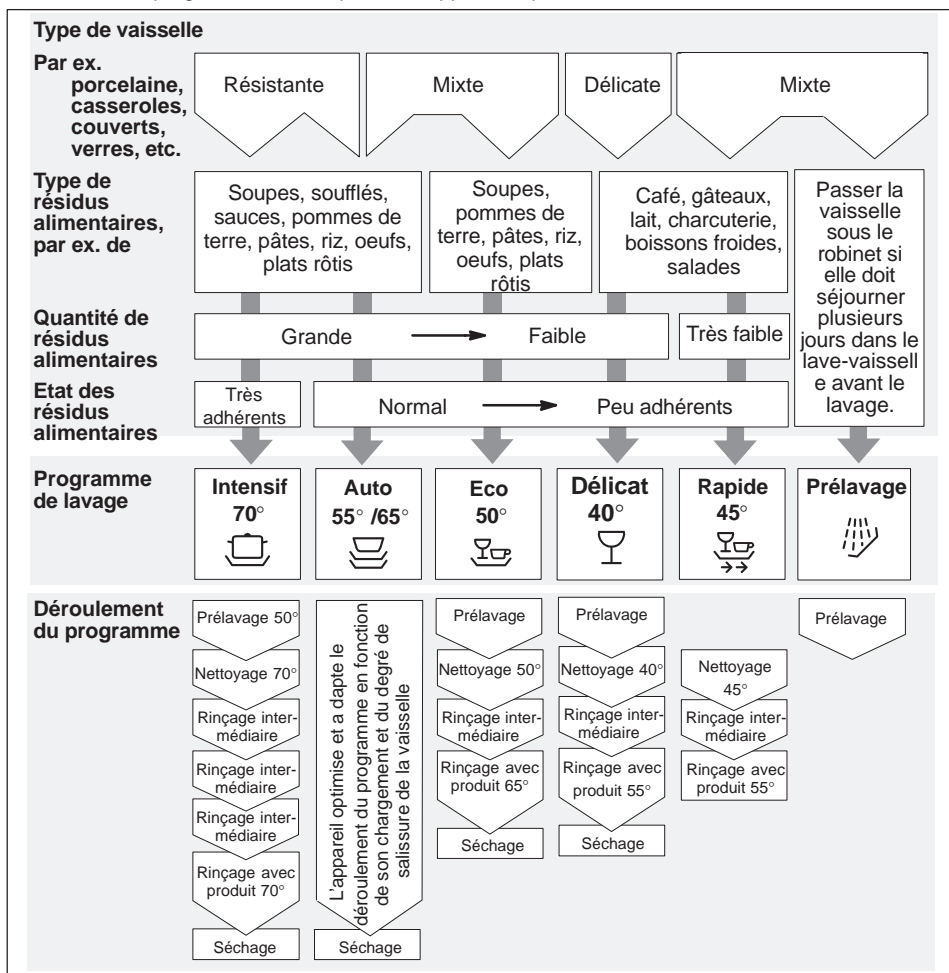 Type de vaisselle
Par ex.
porcelaine,
casseroles,
couverts,
verres, etc.
Résistante
Mixte
Délicate
Mixte
Type de
résidus
alimentaires,
par ex. de
Soupes, soufflés,
sauces, pommes de
terre, pâtes, riz, oeufs,
plats rôtis
Soupes,
pommes de
terre, pâtes, riz,
oeufs, plats
rôtis
Café, gâteaux,
lait, charcuterie,
boissons froides,
salades
Passer la
vaisselle
sous le
robinet si
elle doit
séjourner
plusieurs
jours dans le
lave-vaissell
e avant le
lavage.
Quantité de
résidus
alimentaires
Grande
Faible
Très faible
Etat des
résidus
alimentaires
Très
adhérents
Normal
Peu adhérents
Programme
de lavage
Intensif
70°
Auto
55° /65°
Eco
50°
Délicat
40°
Rapide
45°
Prélavage
Déroulement
du programme
Prélavage 50°
Nettoyage 70°
Rinçage inter-
médiaire
Rinçage inter-
médiaire
Rinçage inter-
médiaire
Rinçage avec
produit 70°
Séchage
L'appareil optimise et a dapte le
déroulement du programme en fonction
de son chargement et du degré de
salissure de la vaisselle
Séchage
Prélavage
Nettoyage 50°
Rinçage inter-
médiaire
Rinçage avec
produit 65°
Séchage
Prélavage
Nettoyage 40°
Rinçage inter-
médiaire
Rinçage avec
produit 55°
Séchage
Nettoyage
45°
Rinçage inter-
médiaire
Rinçage avec
produit 55°
Prélavage